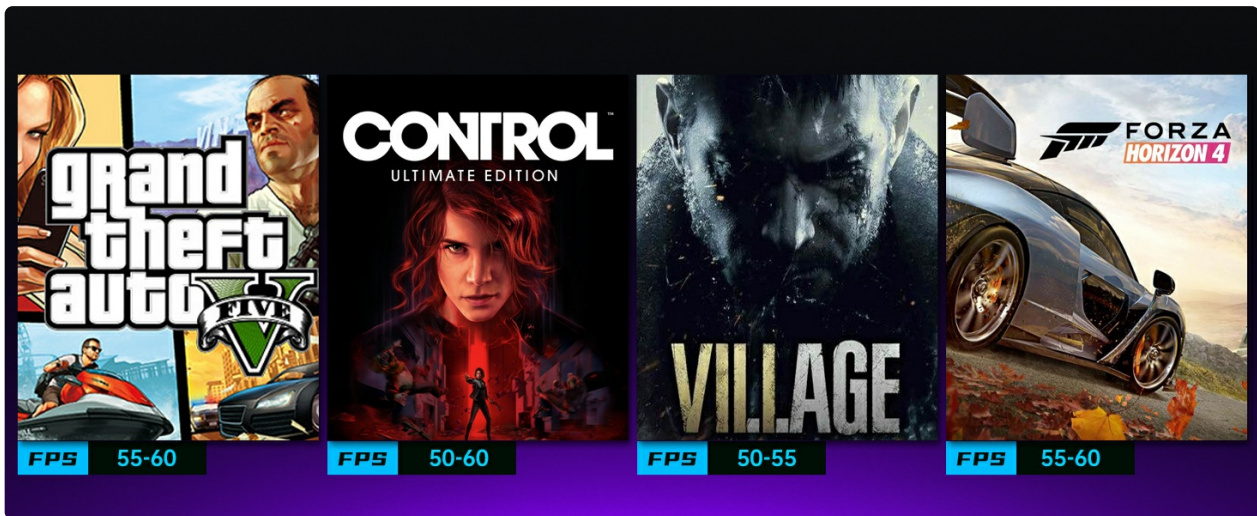 grand
theft
auto
FIVE
V
FPS 55-60
CONTROL™
ULTIMATE EDITION
FPS 50-60
VILLAGE
FPS 50-55
FORZA
HORIZON 4
FPS 55-60